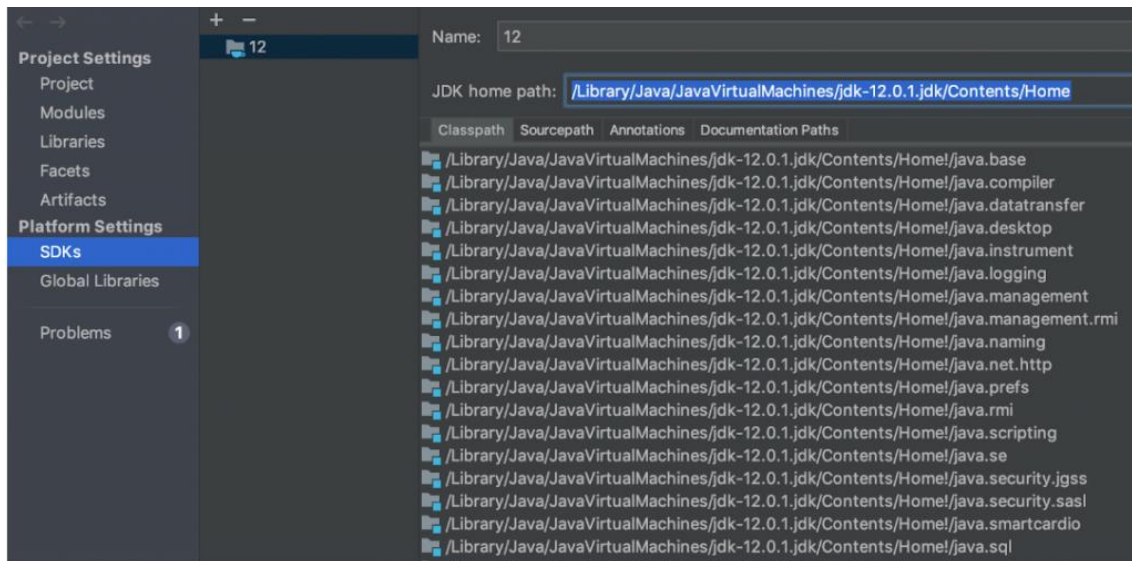 Project Settings
Project
Modules
Libraries
Facets
Artifacts
Platform Settings
SDKs
Global Libraries
Problems 1
12
Name: 12
JDK home path: /Library/Java/JavaVirtualMachines/jdk-12.0.1.jdk/Contents/Home
Classpath Sourcepath Annotations Documentation Paths
/Library/Java/JavaVirtualMachines/jdk-12.0.1.jdk/Contents/Home!/java.base
/Library/Java/JavaVirtualMachines/jdk-12.0.1.jdk/Contents/Home!/java.compiler
/Library/Java/JavaVirtualMachines/jdk-12.0.1.jdk/Contents/Home!/java.datatransfer
/Library/Java/JavaVirtualMachines/jdk-12.0.1.jdk/Contents/Home!/java.desktop
/Library/Java/JavaVirtualMachines/jdk-12.0.1.jdk/Contents/Home!/java.instrument
/Library/Java/JavaVirtualMachines/jdk-12.0.1.jdk/Contents/Home!/java.logging
/Library/Java/JavaVirtualMachines/jdk-12.0.1.jdk/Contents/Home!/java.management
/Library/Java/JavaVirtualMachines/jdk-12.0.1.jdk/Contents/Home!/java.management.rmi
/Library/Java/JavaVirtualMachines/jdk-12.0.1.jdk/Contents/Home!/java.naming
/Library/Java/JavaVirtualMachines/jdk-12.0.1.jdk/Contents/Home!/java.net.http
/Library/Java/JavaVirtualMachines/jdk-12.0.1.jdk/Contents/Home!/java.prefs
/Library/Java/JavaVirtualMachines/jdk-12.0.1.jdk/Contents/Home!/java.rmi
/Library/Java/JavaVirtualMachines/jdk-12.0.1.jdk/Contents/Home!/java.scripting
/Library/Java/JavaVirtualMachines/jdk-12.0.1.jdk/Contents/Home!/java.se
/Library/Java/JavaVirtualMachines/jdk-12.0.1.jdk/Contents/Home!/java.security.jgss
/Library/Java/JavaVirtualMachines/jdk-12.0.1.jdk/Contents/Home!/java.security.sasl
/Library/Java/JavaVirtualMachines/jdk-12.0.1.jdk/Contents/Home!/java.smartcardio
/Library/Java/JavaVirtualMachines/jdk-12.0.1.jdk/Contents/Home!/java.sql